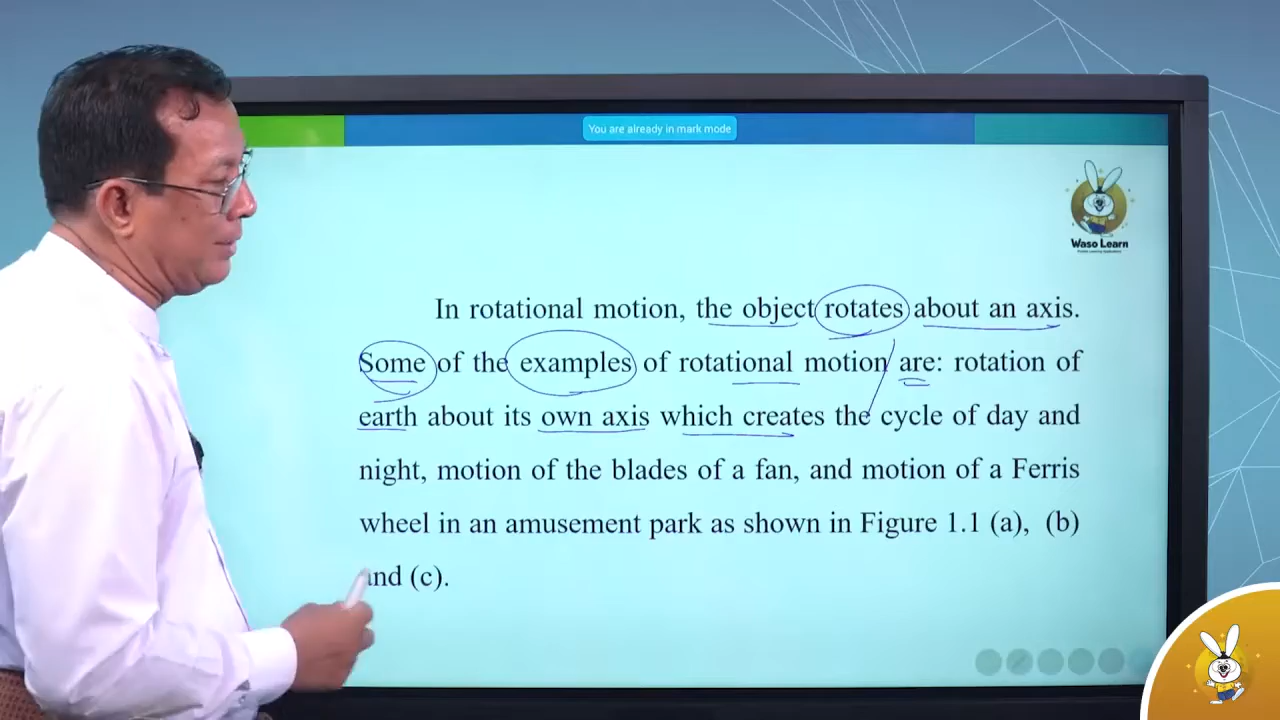 You are already in mark mode
Waso Learn
In rotational motion, the object rotates about an axis.
Some of the examples of rotational motion are: rotation of
earth about its own axis which creates the cycle of day and
night, motion of the blades of a fan, and motion of a Ferris
wheel in an amusement park as shown in Figure 1.1 (a), (b)
and (c).